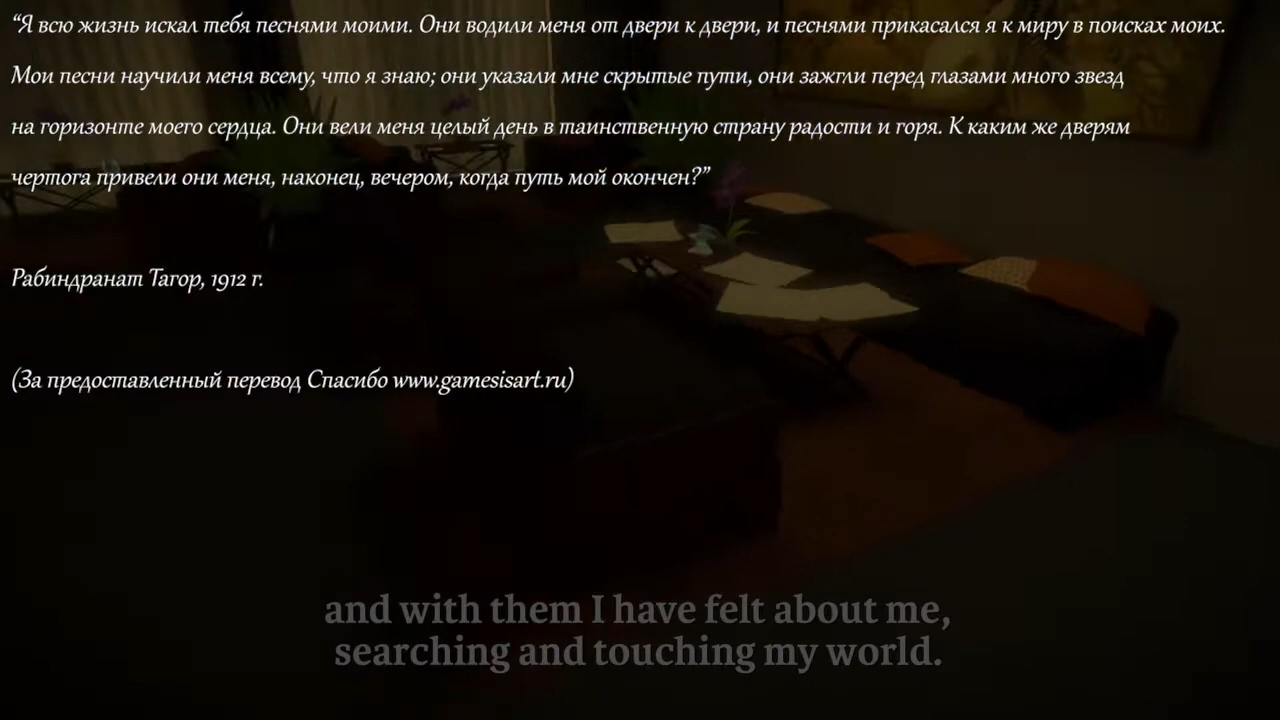 “Я всю жизнь искал тебя песнями моими. Они водили меня от двери к двери, и песнями прикасался я к миру в поисках моих.
Мои песни научили меня всему, что я знаю; они указали мне скрытые пути, они зажгли перед глазами много звезд
на горизонте моего сердца. Они вели меня целый день в таинственную страну радости и горя. К каким же дверям
чертога привели они меня, наконец, вечером, когда путь мой окончен?”
Рабиндранат Тагор, 1912 г.
(За предоставленный перевод Спасибо www.gamesisart.ru)
and with them I have felt about me,
searching and touching my world.